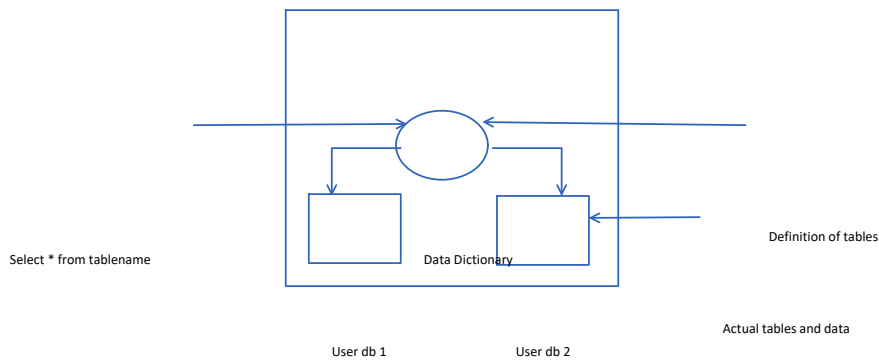 Definition of tables
Select * from tablename
Data Dictionary
Actual tables and data
User db 1
User db 2